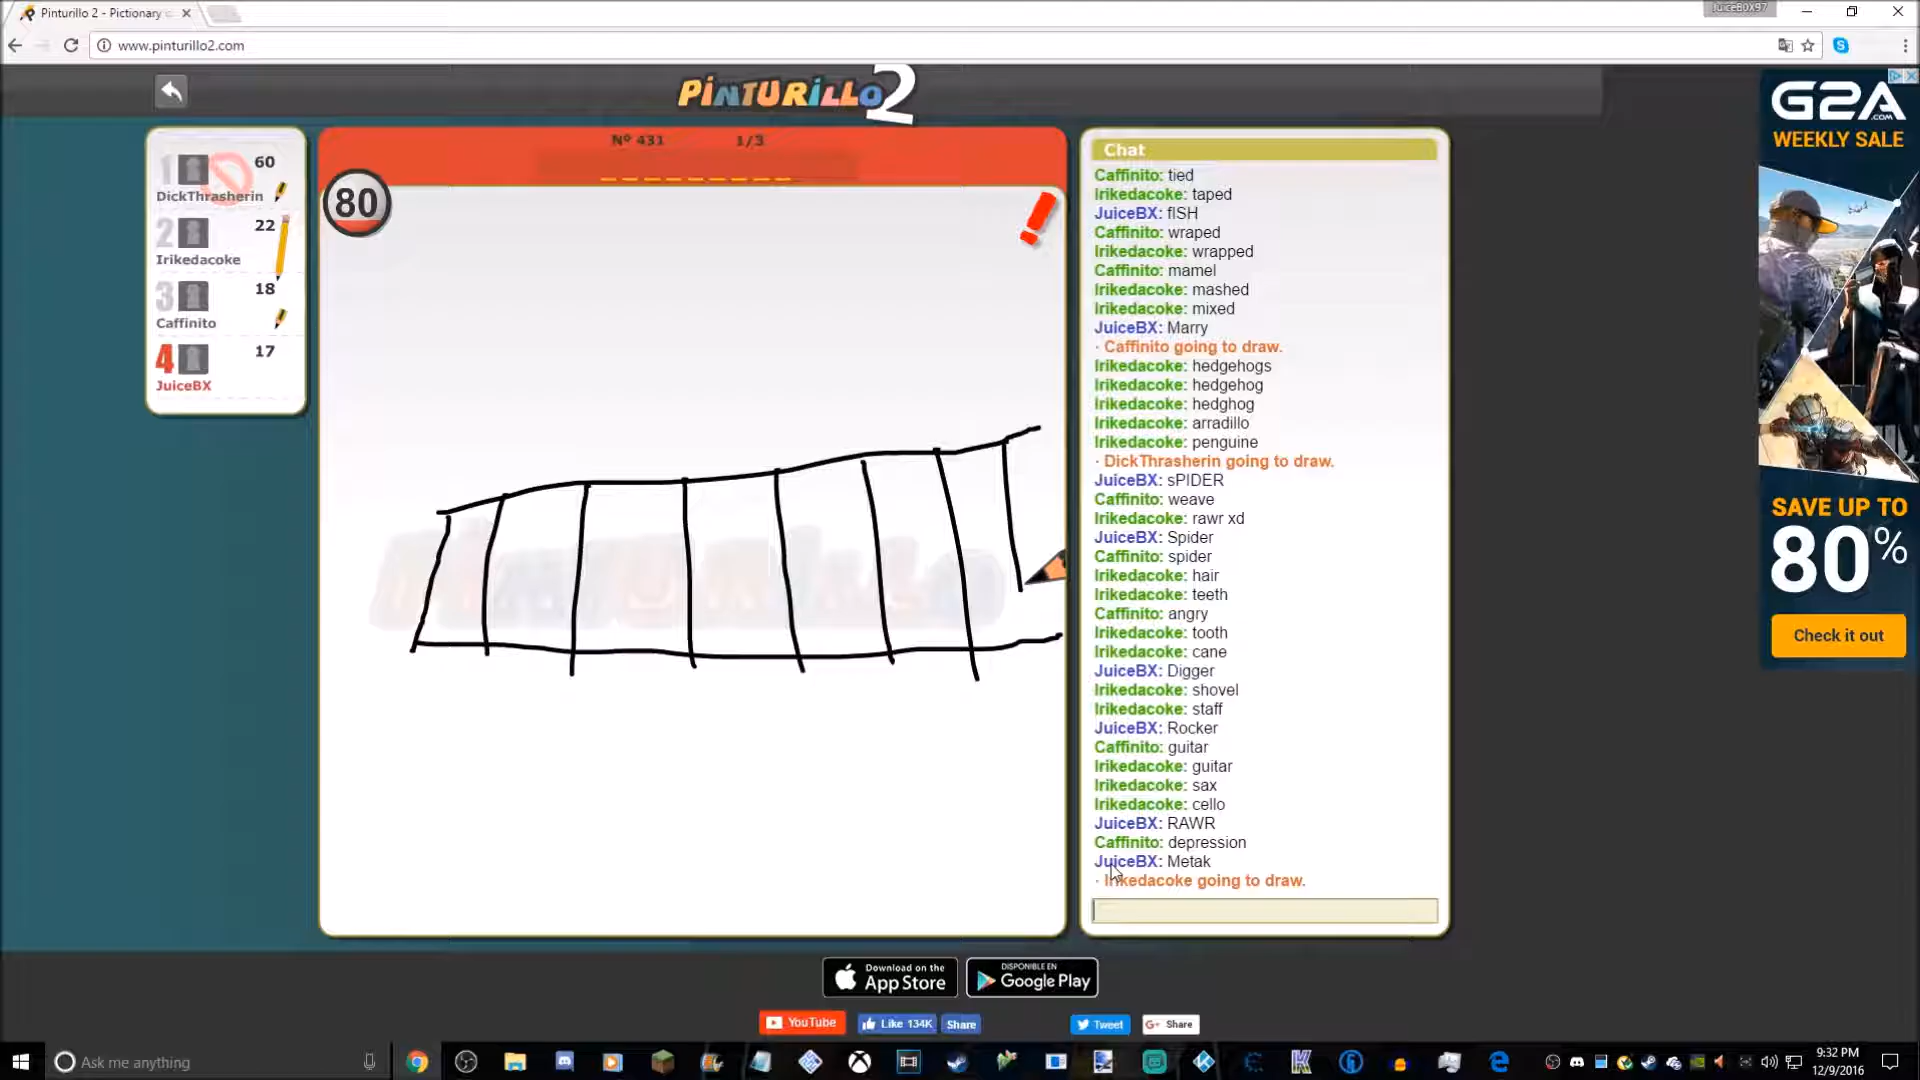 Pinturillo 2 - Pictionary
JuiceB0X97
www.pinturillo2.com
PiNTURiLLo2
Nº 431
1/3
80
1
60
DickThrasherin
2
22
Irikedacoke
3
18
Caffinito
4
17
JuiceBX
Chat
Caffinito: tied
Irikedacoke: taped
JuiceBX: fISH
Caffinito: wraped
Irikedacoke: wrapped
Caffinito: mamel
Irikedacoke: mashed
Irikedacoke: mixed
JuiceBX: Marry
· Caffinito going to draw.
Irikedacoke: hedgehogs
Irikedacoke: hedgehog
Irikedacoke: hedghog
Irikedacoke: arradillo
Irikedacoke: penguine
· DickThrasherin going to draw.
JuiceBX: sPIDER
Caffinito: weave
Irikedacoke: rawr xd
JuiceBX: Spider
Caffinito: spider
Irikedacoke: hair
Irikedacoke: teeth
Caffinito: angry
Irikedacoke: tooth
Irikedacoke: cane
JuiceBX: Digger
Irikedacoke: shovel
Irikedacoke: staff
JuiceBX: Rocker
Caffinito: guitar
Irikedacoke: guitar
Irikedacoke: sax
Irikedacoke: cello
JuiceBX: RAWR
Caffinito: depression
JuiceBX: Metak
· Irikedacoke going to draw.
G2A
.COM
WEEKLY SALE
SAVE UP TO
80%
Check it out
Download on the
App Store
DISPONIBLE EN
Google Play
YouTube
Like 134K
Share
Tweet
G+ Share
Ask me anything
9:32 PM
12/9/2016